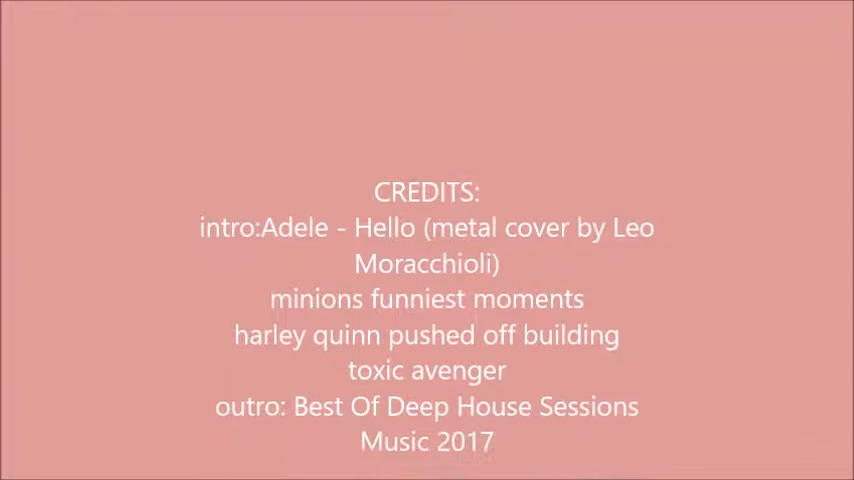 CREDITS:
intro:Adele - Hello (metal cover by Leo
Moracchioli)
minions funniest moments
harley quinn pushed off building
toxic avenger
outro: Best Of Deep House Sessions
Music 2017